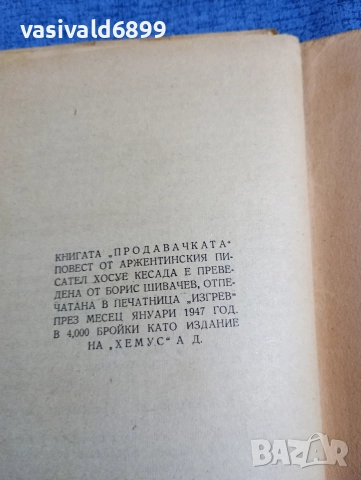 vasivald6899
КНИГАТА „ПРОДАВАЧКАТА"
ПОВЕСТ ОТ АРЖЕНТИНСКИЯ ПИ-
САТЕЛ ХОСУЕ КЕСАДА Е ПРЕВЕ-
ДЕНА ОТ БОРИС ШИВАЧЕВ, ОТПЕ-
ЧАТАНА В ПЕЧАТНИЦА „ИЗГРЕВ"
ПРЕЗ МЕСЕЦ ЯНУАРИ 1947 ГОД.
В 4,000 БРОЙКИ КАТО ИЗДАНИЕ
НА „ХЕМУС" А Д.
BAZAR